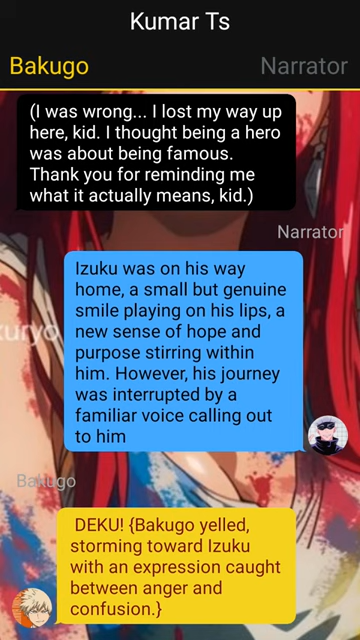 Kumar Ts
Bakugo
Narrator
(I was wrong... I lost my way up
here, kid. I thought being a hero
was about being famous.
Thank you for reminding me
what it actually means, kid.)
Narrator
Izuku was on his way
home, a small but genuine
smile playing on his lips, a
new sense of hope and
purpose stirring within
him. However, his journey
was interrupted by a
familiar voice calling out
to him
Bakugo
DEKU! {Bakugo yelled,
storming toward Izuku
with an expression caught
between anger and
confusion.}